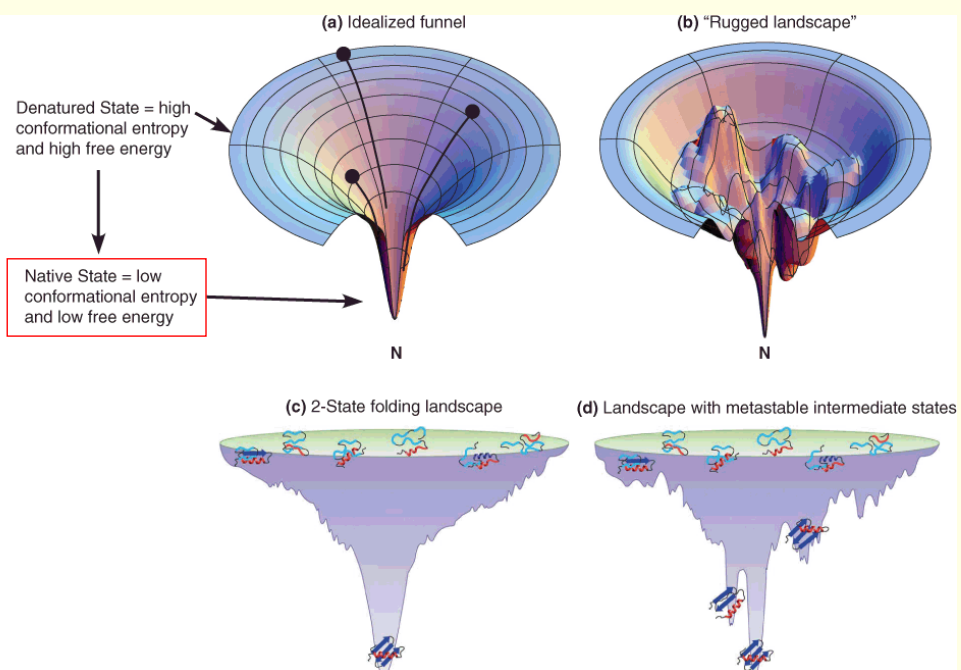 (a) Idealized funnel
(b) “Rugged landscape”
Denatured State = high
conformational entropy
and high free energy
Native State = low
conformational entropy
and low free energy
N
N
(c) 2-State folding landscape
(d) Landscape with metastable intermediate states